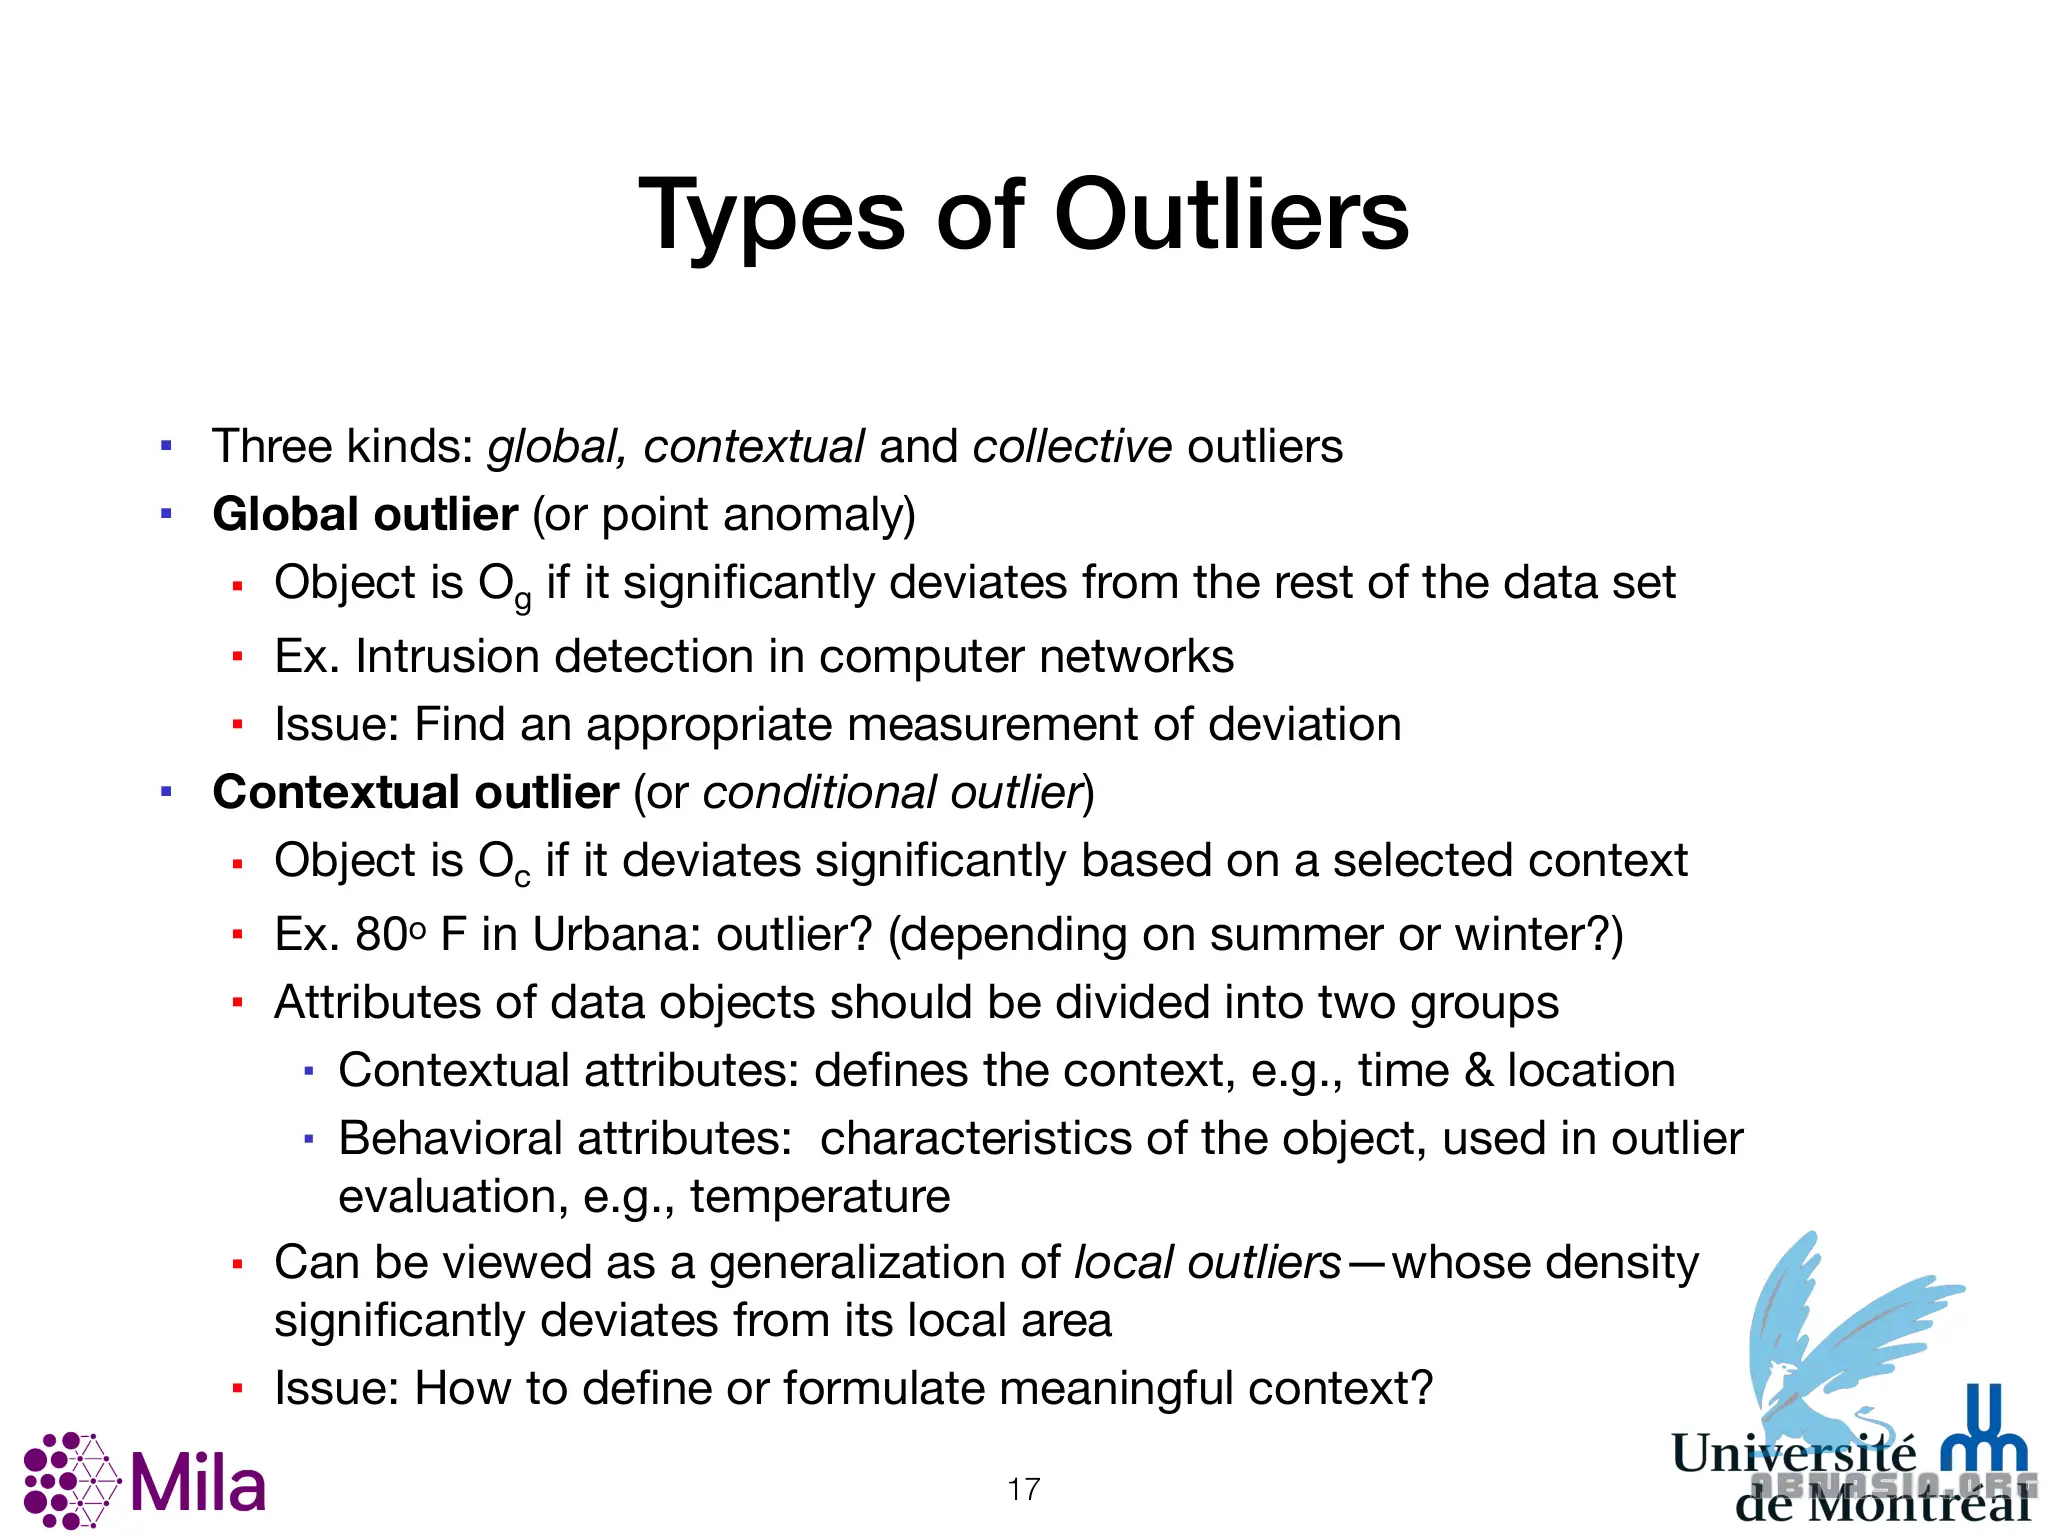 Types of Outliers
▪ Three kinds: global, contextual and collective outliers
▪ Global outlier (or point anomaly)
▪ Object is Og if it significantly deviates from the rest of the data set
▪ Ex. Intrusion detection in computer networks
▪ Issue: Find an appropriate measurement of deviation
▪ Contextual outlier (or conditional outlier)
▪ Object is Oc if it deviates significantly based on a selected context
▪ Ex. 80o F in Urbana: outlier? (depending on summer or winter?)
▪ Attributes of data objects should be divided into two groups
▪ Contextual attributes: defines the context, e.g., time & location
▪ Behavioral attributes:  characteristics of the object, used in outlier
evaluation, e.g., temperature
▪ Can be viewed as a generalization of local outliers—whose density
significantly deviates from its local area
▪ Issue: How to define or formulate meaningful context?
Mila
17
Université
ABNASIA.ORG
de Montréal